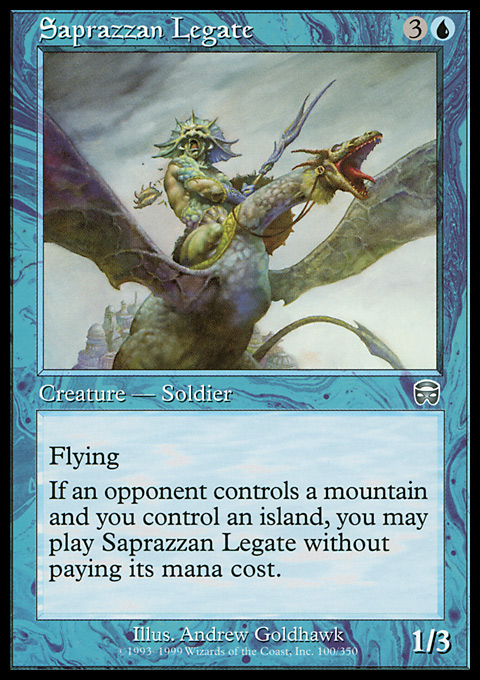 Saprazzan Legate 3
Creature — Soldier
Flying
If an opponent controls a mountain
and you control an island, you may
play Saprazzan Legate without
paying its mana cost.
Illus. Andrew Goldhawk
©1993-1999 Wizards of the Coast, Inc. 100/350
1/3